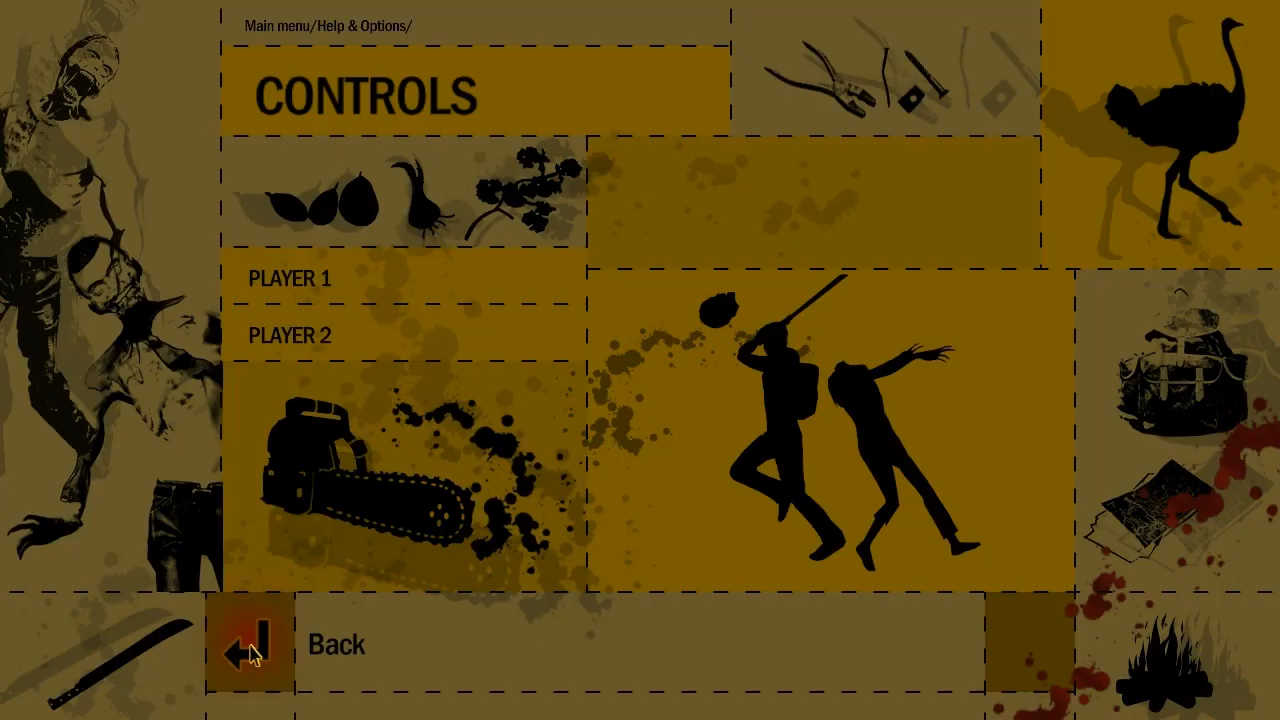 Main menu/Help & Options/
CONTROLS
PLAYER 1
PLAYER 2
Back